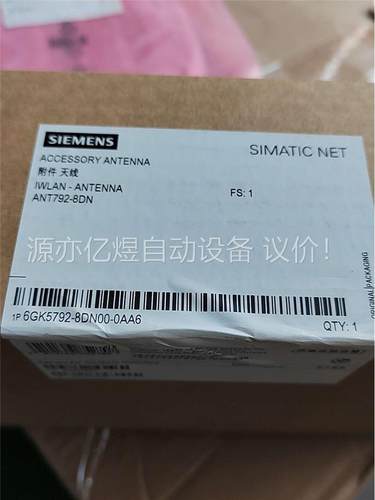 SIEMENS
SIMATIC NET
ACCESSORY ANTENNA
附件 天线
IWLAN - ANTENNA
FS: 1
ANT792-8DN
源亦亿煜自动设备 议价!
ORIGINAL PACKAGING
1P 6GK5792-8DN00-0AA6
QTY: 1